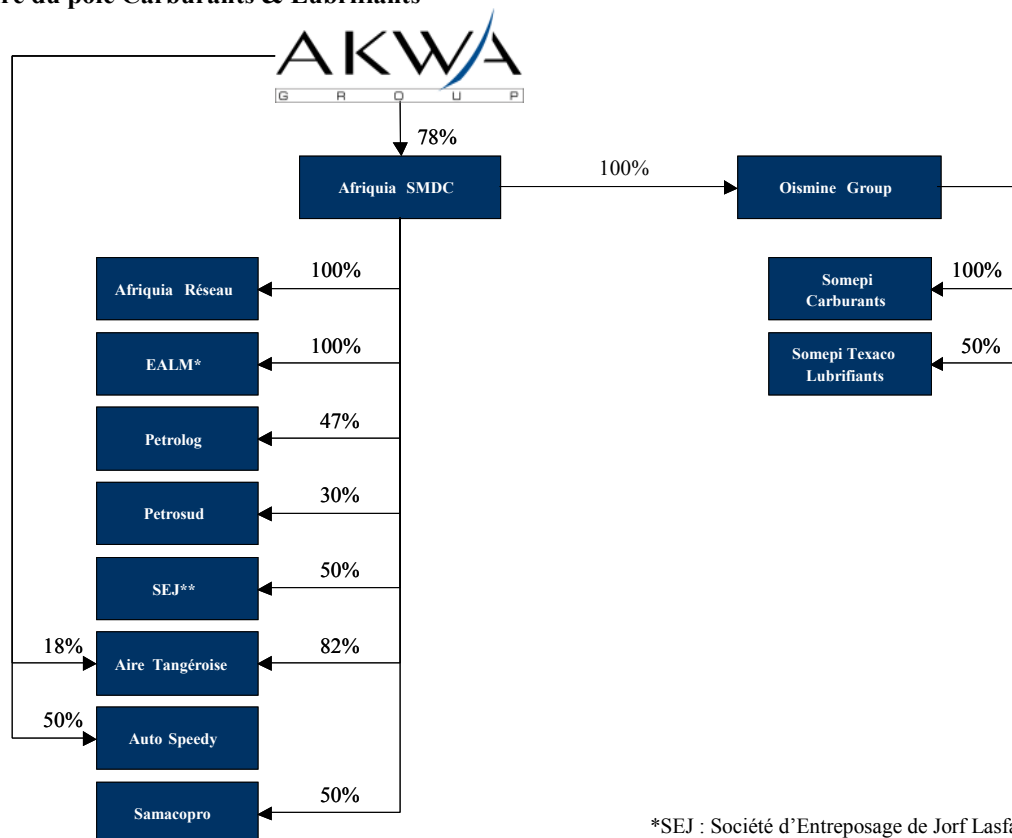 du pôle Carburants & Lubrifiants
AKWA
GROUP
78%
Afriquia SMDC
100%
Oismine Group
Afriquia Réseau
100%
Somepi
Carburants
100%
EALM*
100%
Somepi Texaco
Lubrifiants
50%
Petrolog
47%
Petrosud
30%
SEJ**
50%
18%
Aire Tangéroise
82%
50%
Auto Speedy
Samacopro
50%
*SEJ : Société d’Entreposage de Jorf